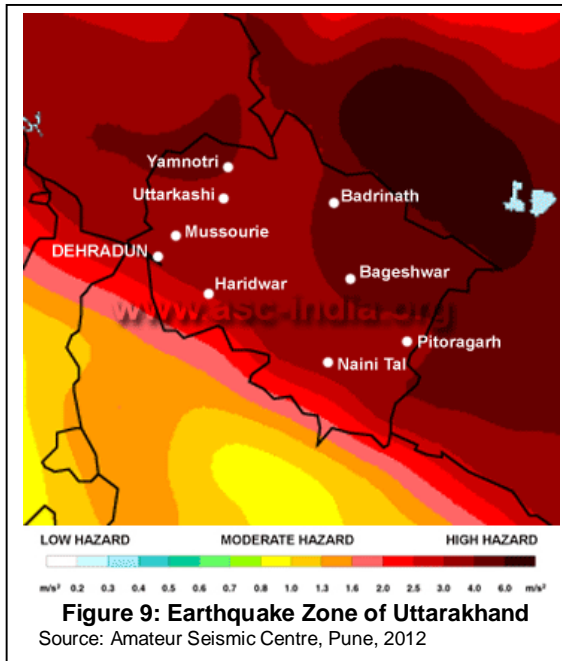 Yamnotri
Uttarkashi
Badrinath
Mussourie
DEHRADUN
Bageshwar
Haridwar
www.asc-india.org
Pitoragarh
Naini Tal
LOW HAZARD MODERATE HAZARD HIGH HAZARD
m/s² 0.2 0.3 0.4 0.5 0.6 0.7 0.8 1.0 1.3 1.6 2.0 2.5 3.0 4.0 6.0 m/s²
Figure 9: Earthquake Zone of Uttarakhand
Source: Amateur Seismic Centre, Pune, 2012